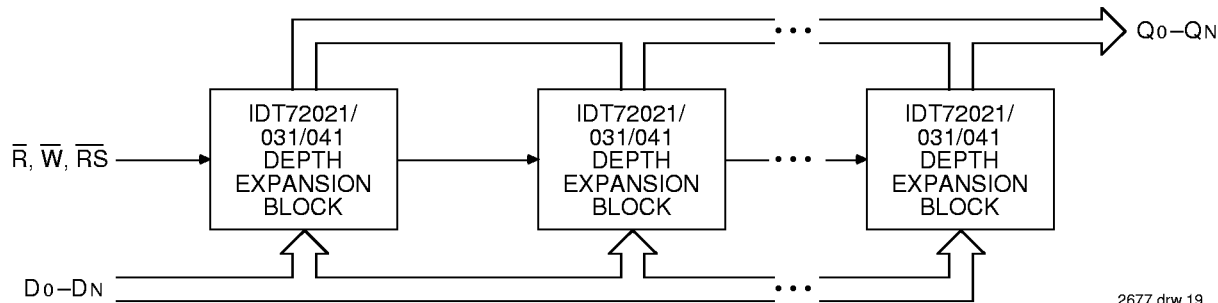 Q0–QN
IDT72021/
031/041
DEPTH
EXPANSION
BLOCK
IDT72021/
031/041
DEPTH
EXPANSION
BLOCK
IDT72021/
031/041
DEPTH
EXPANSION
BLOCK
R̅, W̅, R̅S̅
D0–DN
2677 drw 19